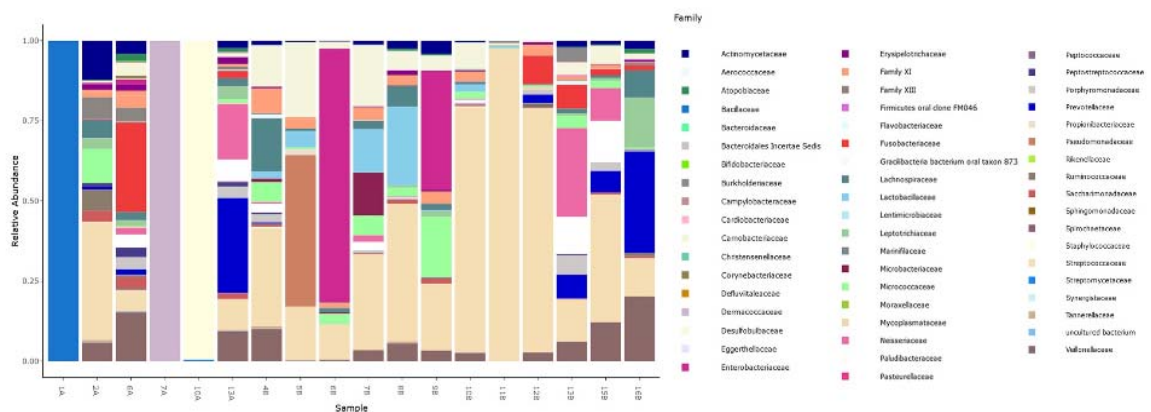 Family
1.00
0.75
0.50
0.25
0.00
Relative Abundance
1A
2A
6A
7A
10A
13A
4B
5B
6B
7B
8B
9B
10B
11B
12B
13B
15B
16B
Sample
Actinomycetaceae
Aerococcaceae
Atopobiaceae
Bacillaceae
Bacteroidaceae
Bacteroidales Incertae Sedis
Bifidobacteriaceae
Burkholderiaceae
Campylobacteraceae
Cardiobacteriaceae
Carnobacteriaceae
Christensenellaceae
Corynebacteriaceae
Defluviitaleaceae
Dermacoccaceae
Desulfobulbaceae
Eggerthellaceae
Enterobacteriaceae
Erysipelotrichaceae
Family XI
Family XIII
Firmicutes oral clone FM046
Flavobacteriaceae
Fusobacteriaceae
Gracilibacteria bacterium oral taxon 873
Lachnospiraceae
Lactobacillaceae
Lentimicrobiaceae
Leptotrichiaceae
Marinifilaceae
Microbacteriaceae
Micrococcaceae
Moraxellaceae
Mycoplasmataceae
Neisseriaceae
Paludibacteraceae
Pasteurellaceae
Peptococcaceae
Peptostreptococcaceae
Porphyromonadaceae
Prevotellaceae
Propionibacteriaceae
Pseudomonadaceae
Rikenellaceae
Ruminococcaceae
Saccharimonadaceae
Sphingomonadaceae
Spirochaetaceae
Staphylococcaceae
Streptococcaceae
Streptomycetaceae
Synergistaceae
Tannerellaceae
uncultured bacterium
Veillonellaceae